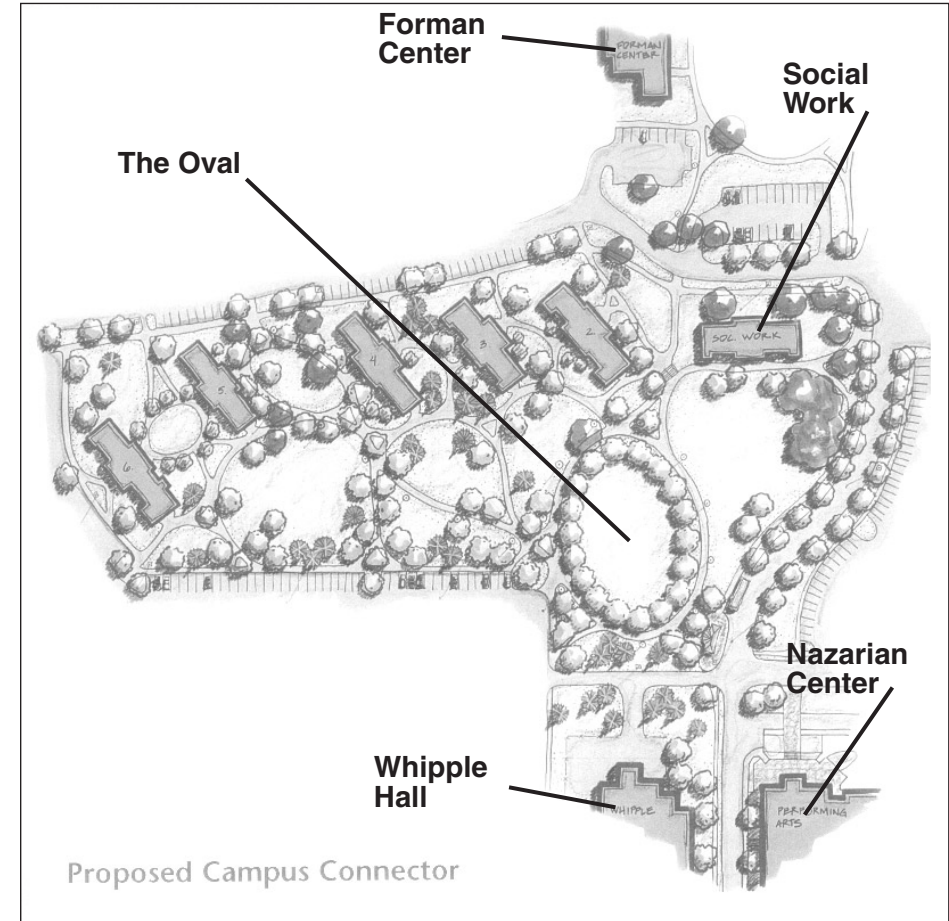 Forman
Center
FORMAN
CENTER
Social
Work
The Oval
SOC. WORK
2
3
4
5
6
Nazarian
Center
Whipple
Hall
WHIPPLE
PERFORMING
ARTS
Proposed Campus Connector